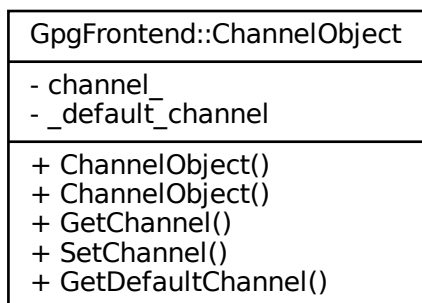 GpgFrontend::ChannelObject
- channel_
- _default_channel
+ ChannelObject()
+ ChannelObject()
+ GetChannel()
+ SetChannel()
+ GetDefaultChannel()